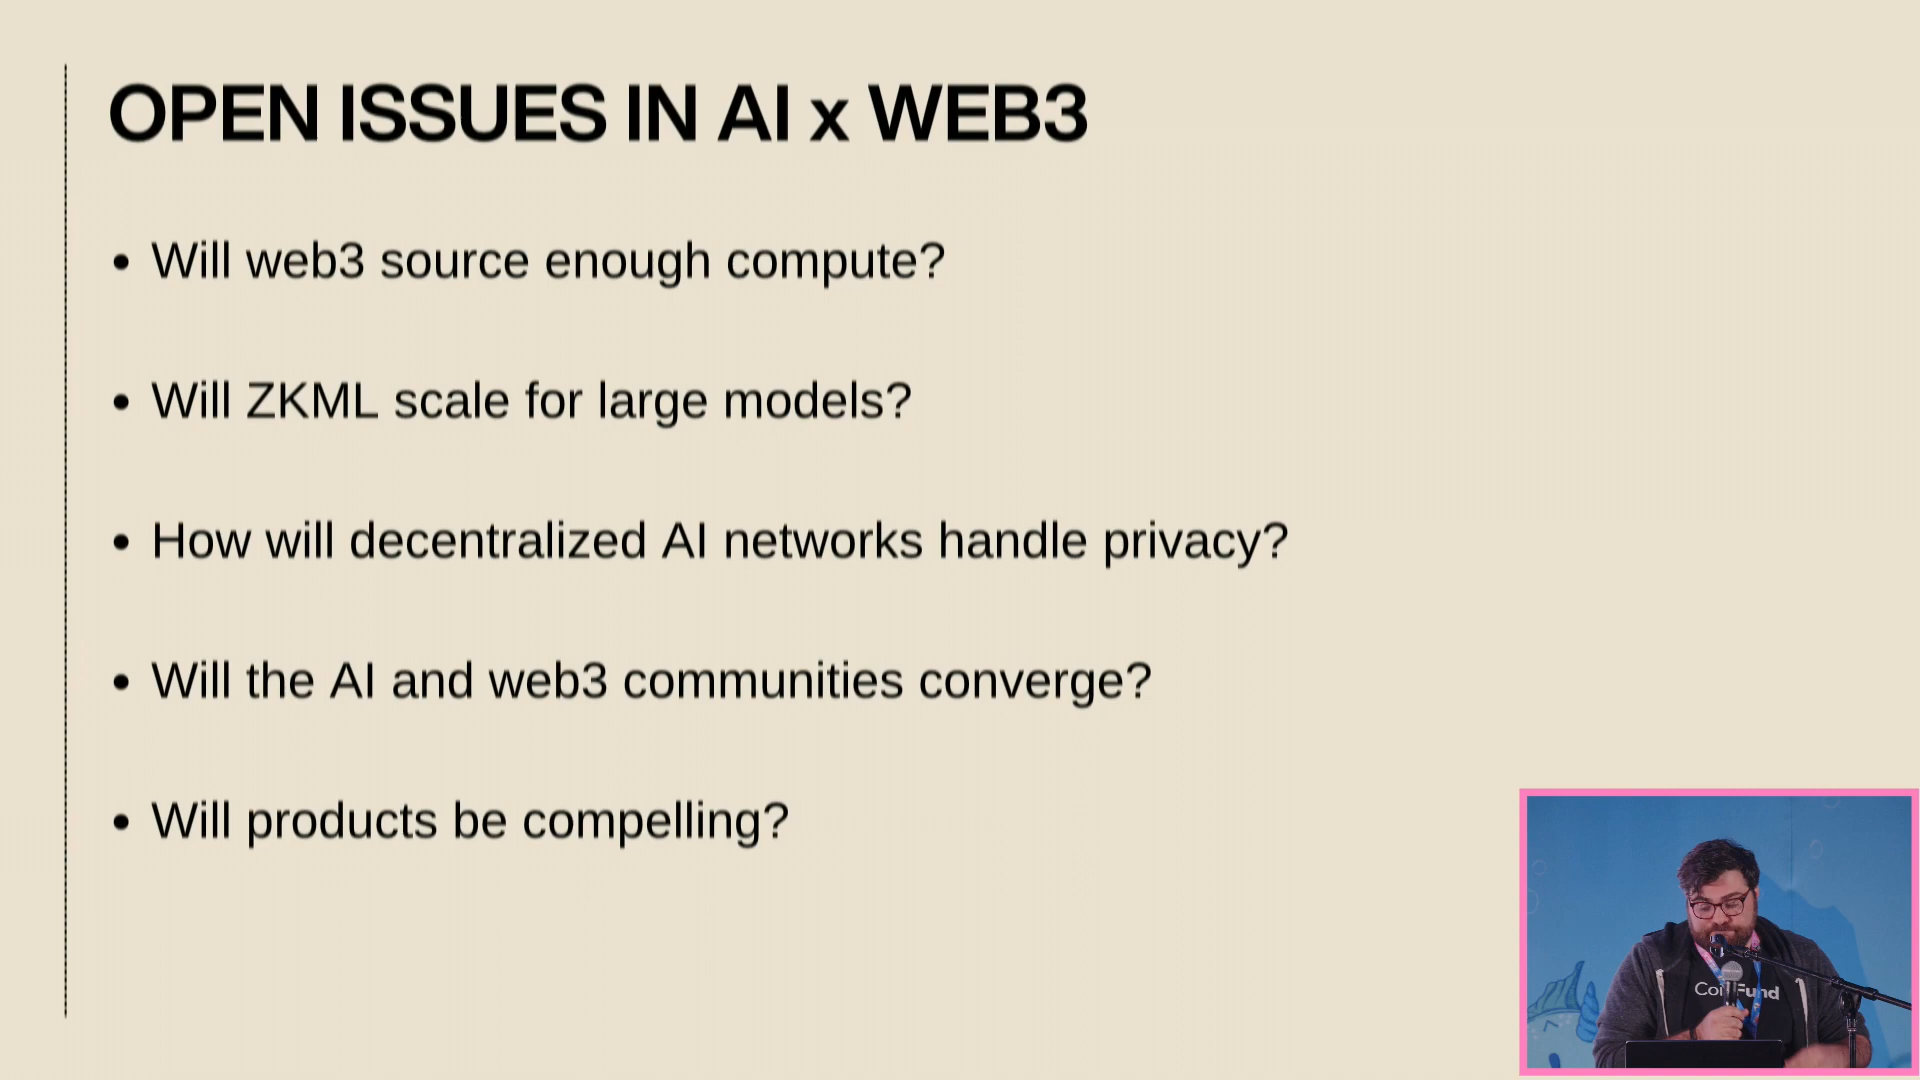 OPEN ISSUES IN AI x WEB3
• Will web3 source enough compute?
• Will ZKML scale for large models?
• How will decentralized AI networks handle privacy?
• Will the AI and web3 communities converge?
• Will products be compelling?